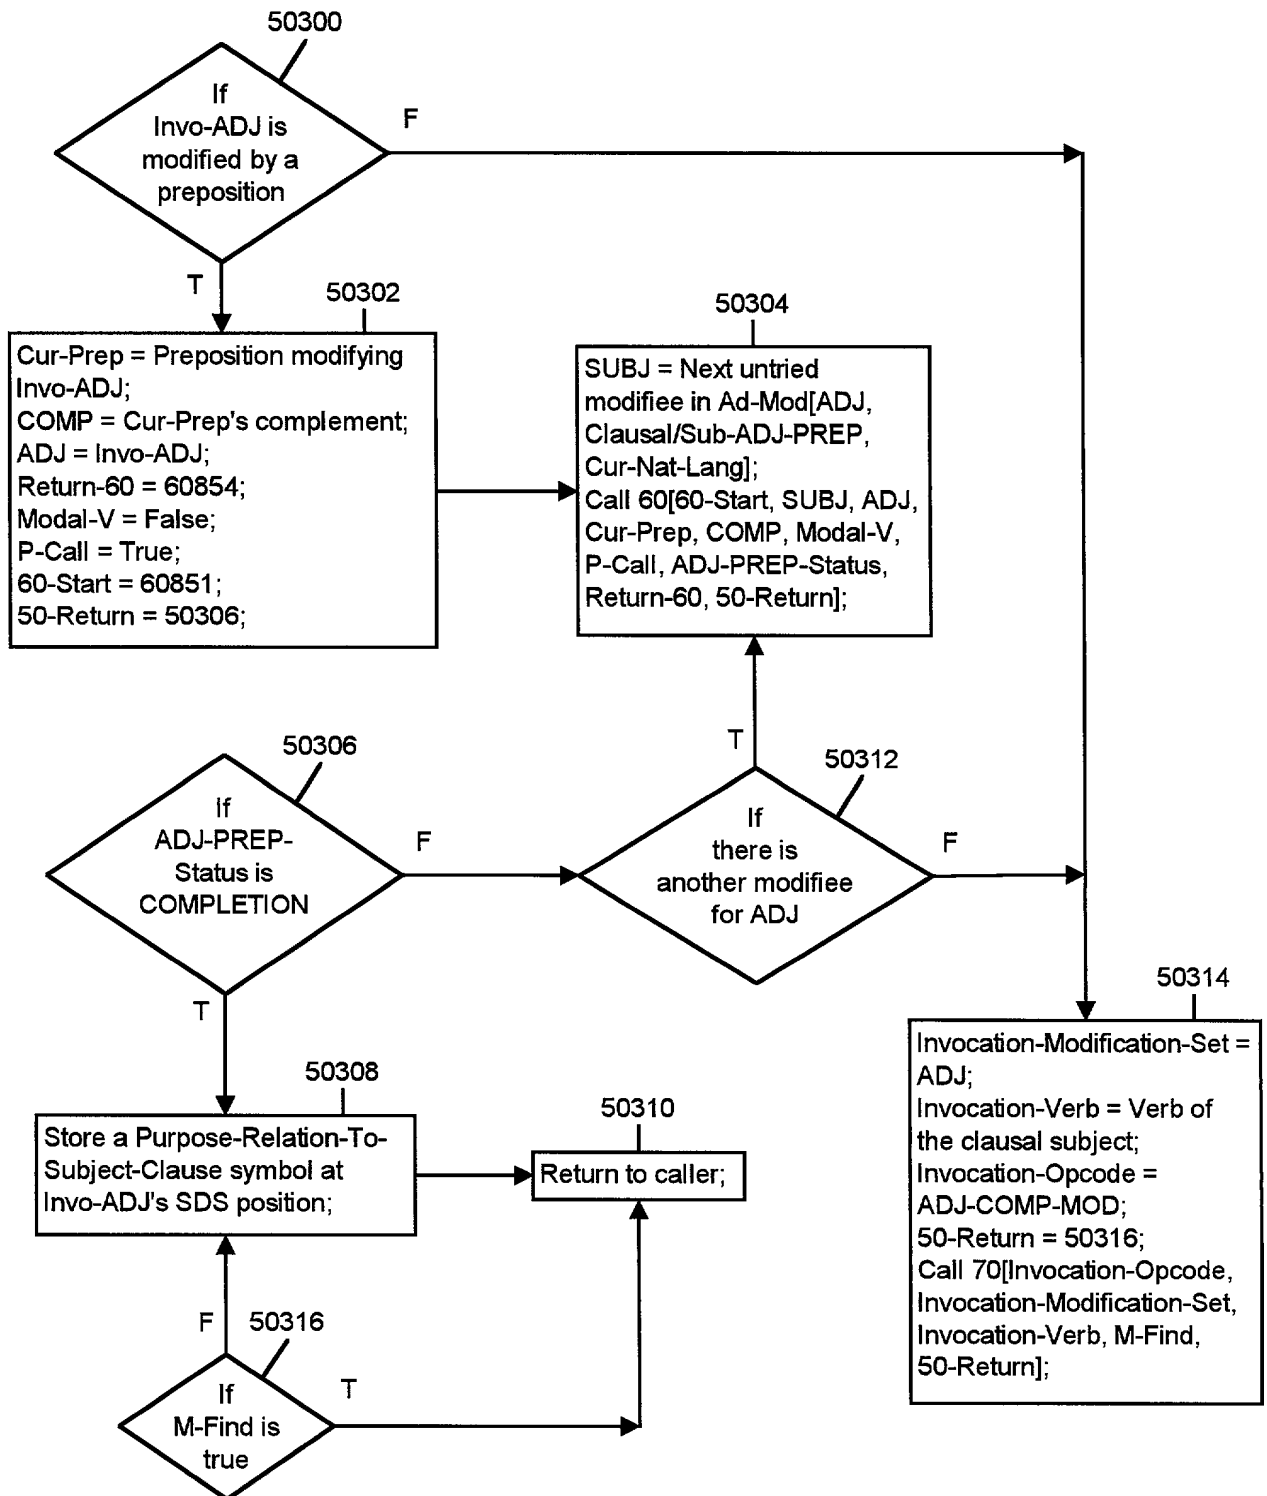 50300
If
Invo-ADJ is
modified by a
preposition
F
T
50302
Cur-Prep = Preposition modifying
Invo-ADJ;
COMP = Cur-Prep's complement;
ADJ = Invo-ADJ;
Return-60 = 60854;
Modal-V = False;
P-Call = True;
60-Start = 60851;
50-Return = 50306;
50304
SUBJ = Next untried
modifiee in Ad-Mod[ADJ,
Clausal/Sub-ADJ-PREP,
Cur-Nat-Lang];
Call 60[60-Start, SUBJ, ADJ,
Cur-Prep, COMP, Modal-V,
P-Call, ADJ-PREP-Status,
Return-60, 50-Return];
50306
If
ADJ-PREP-
Status is
COMPLETION
F
T
50312
If
there is
another modifiee
for ADJ
T
F
50308
Store a Purpose-Relation-To-
Subject-Clause symbol at
Invo-ADJ's SDS position;
50310
Return to caller;
50314
Invocation-Modification-Set =
ADJ;
Invocation-Verb = Verb of
the clausal subject;
Invocation-Opcode =
ADJ-COMP-MOD;
50-Return = 50316;
Call 70[Invocation-Opcode,
Invocation-Modification-Set,
Invocation-Verb, M-Find,
50-Return];
F
50316
If
M-Find is
true
T